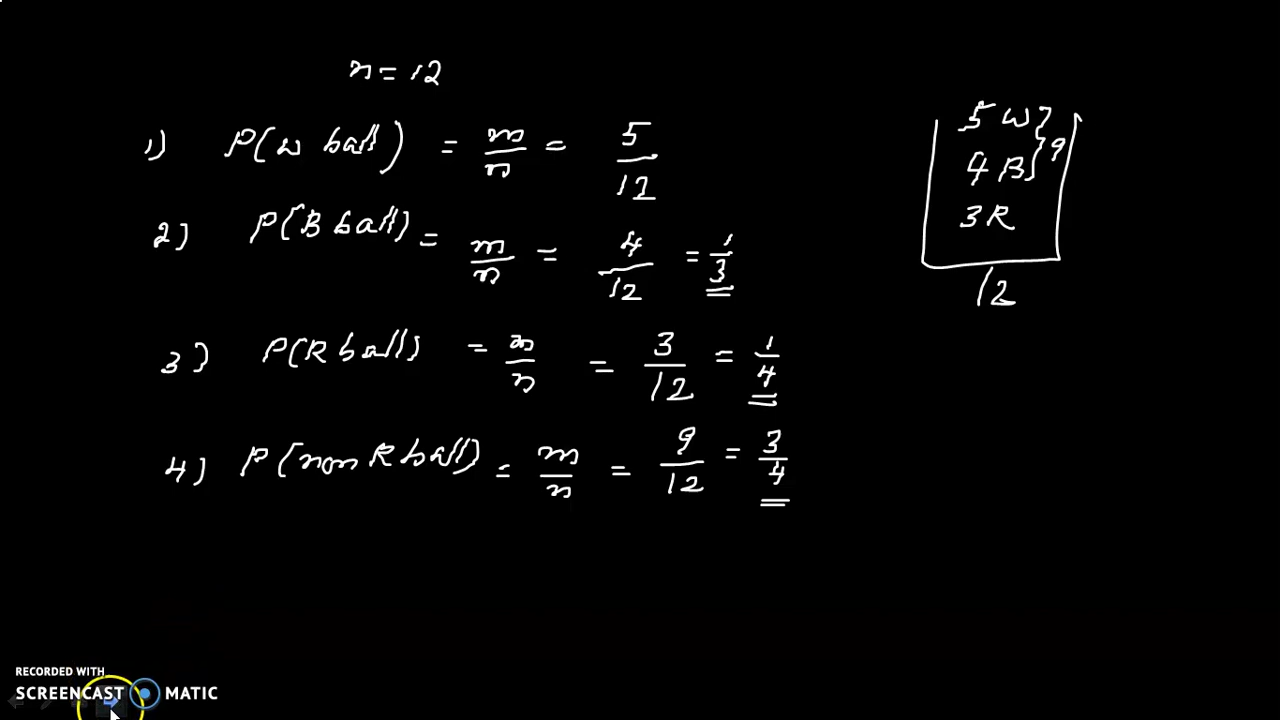 n = 12
1) P(W ball) = m/n = 5/12
2) P(B ball) = m/n = 4/12 = 1/3
3) P(R ball) = m/n = 3/12 = 1/4
4) P(non R ball) = m/n = 9/12 = 3/4
5 W
4 B } 9
3 R
12
RECORDED WITH
SCREENCAST MATIC